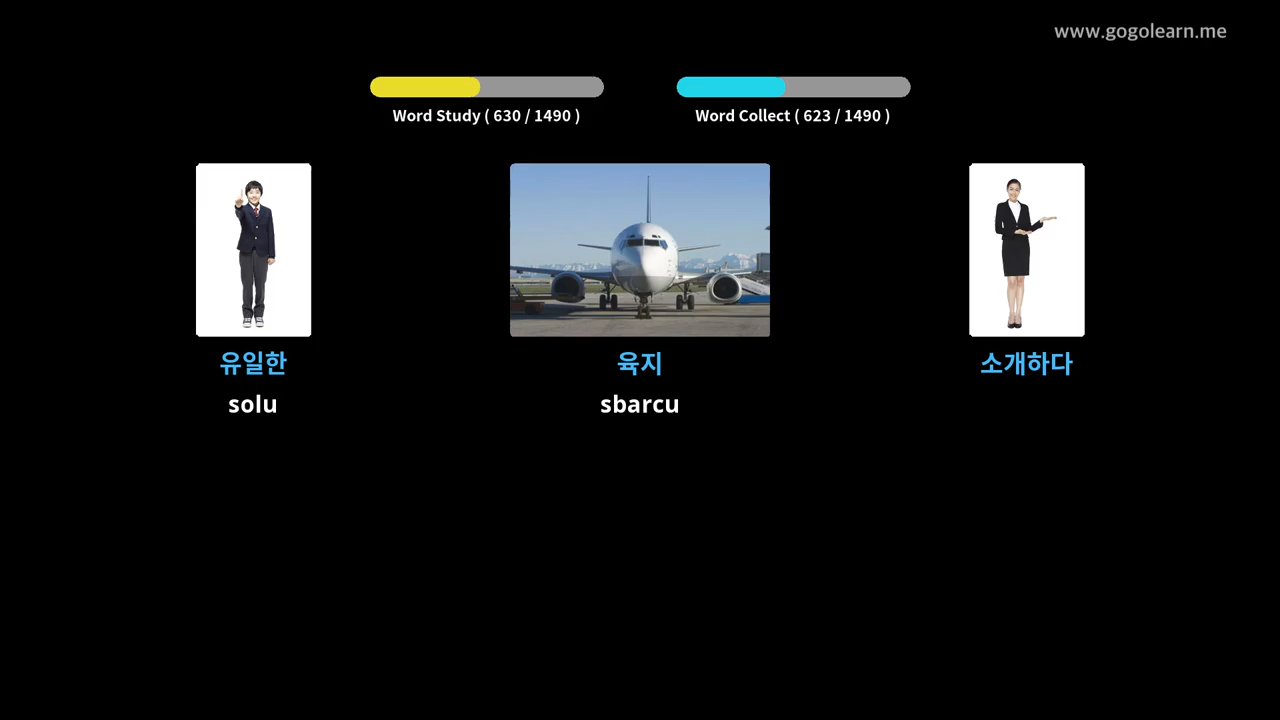 www.gogolearn.me
Word Study ( 630 / 1490 )
Word Collect ( 623 / 1490 )
유일한
육지
소개하다
solu
sbarcu